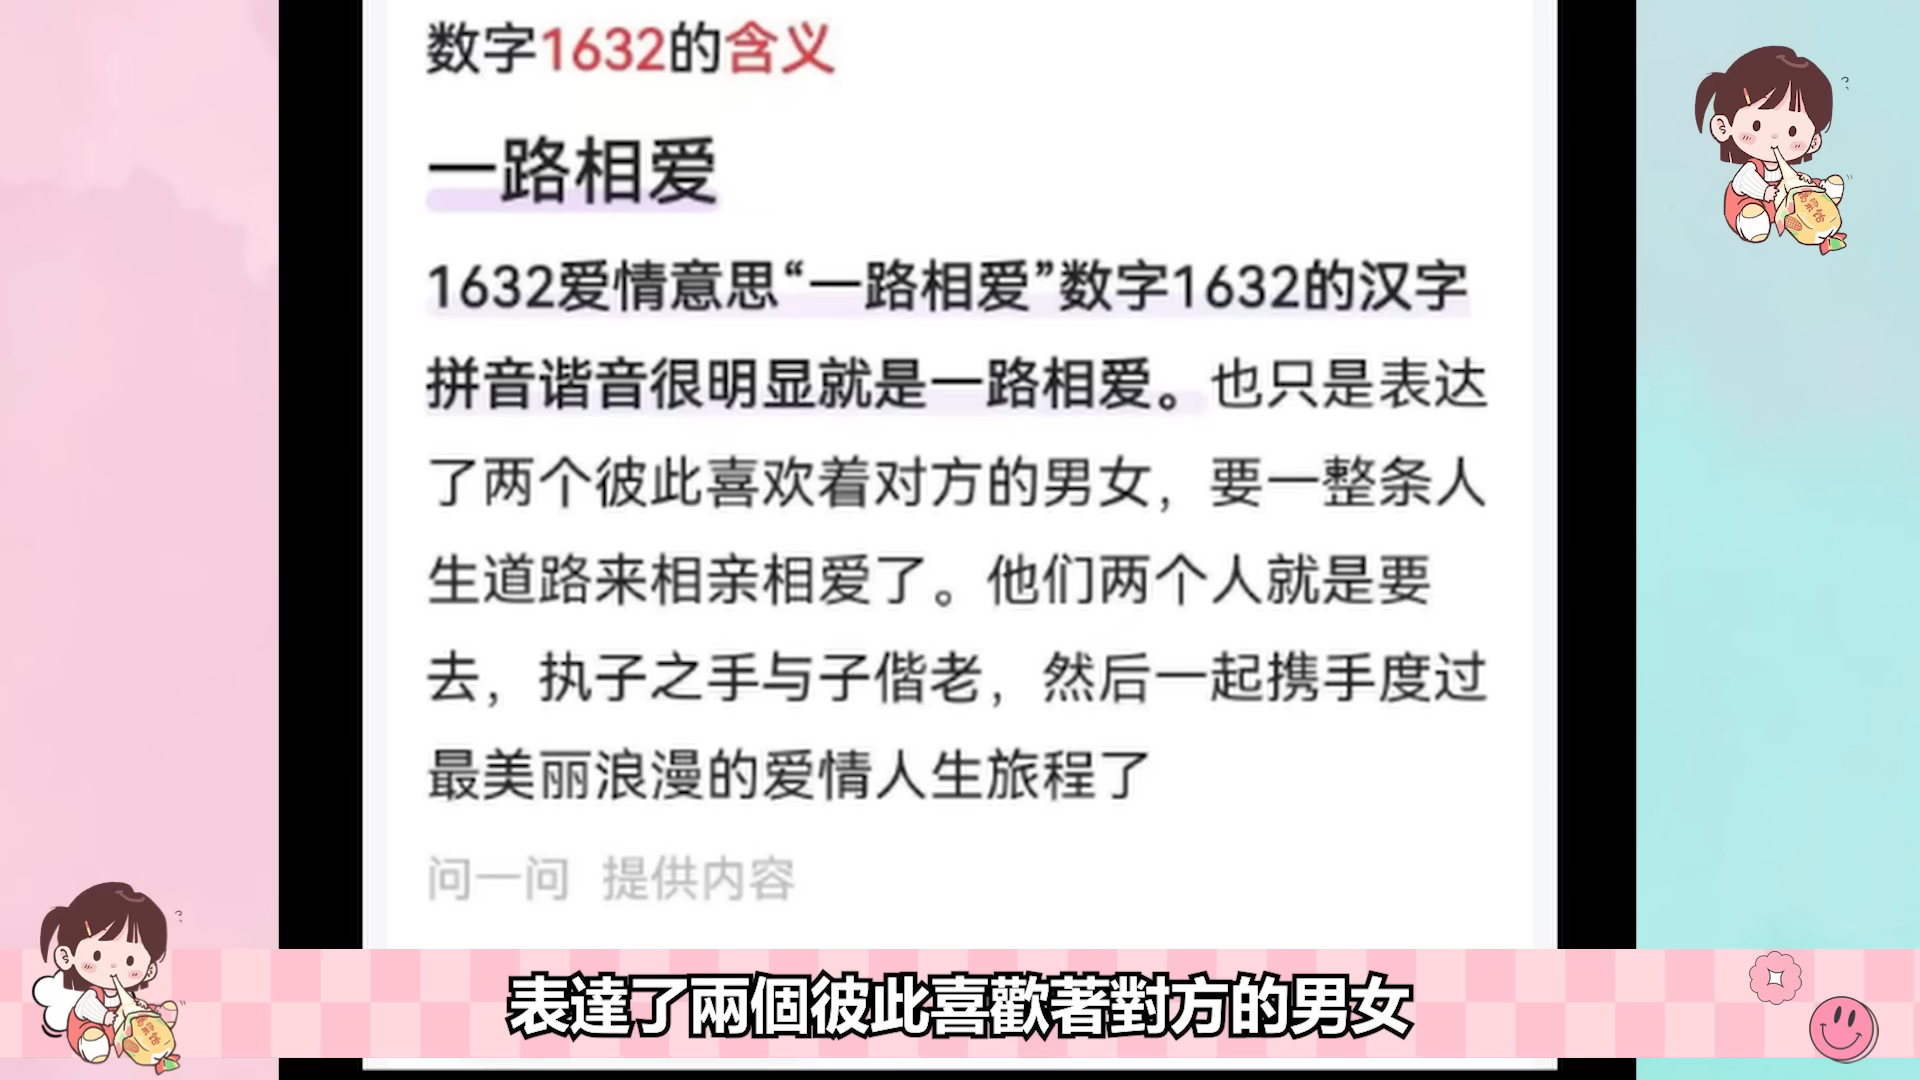 数字1632的含义
一路相爱
1632爱情意思“一路相爱”数字1632的汉字
拼音谐音很明显就是一路相爱。也只是表达
了两个彼此喜欢着对方的男女，要一整条人
生道路来相亲相爱了。他们两个人就是要
去，执子之手与子偕老，然后一起携手度过
最美丽浪漫的爱情人生旅程了
问一问 提供内容
表達了兩個彼此喜歡著對方的男女